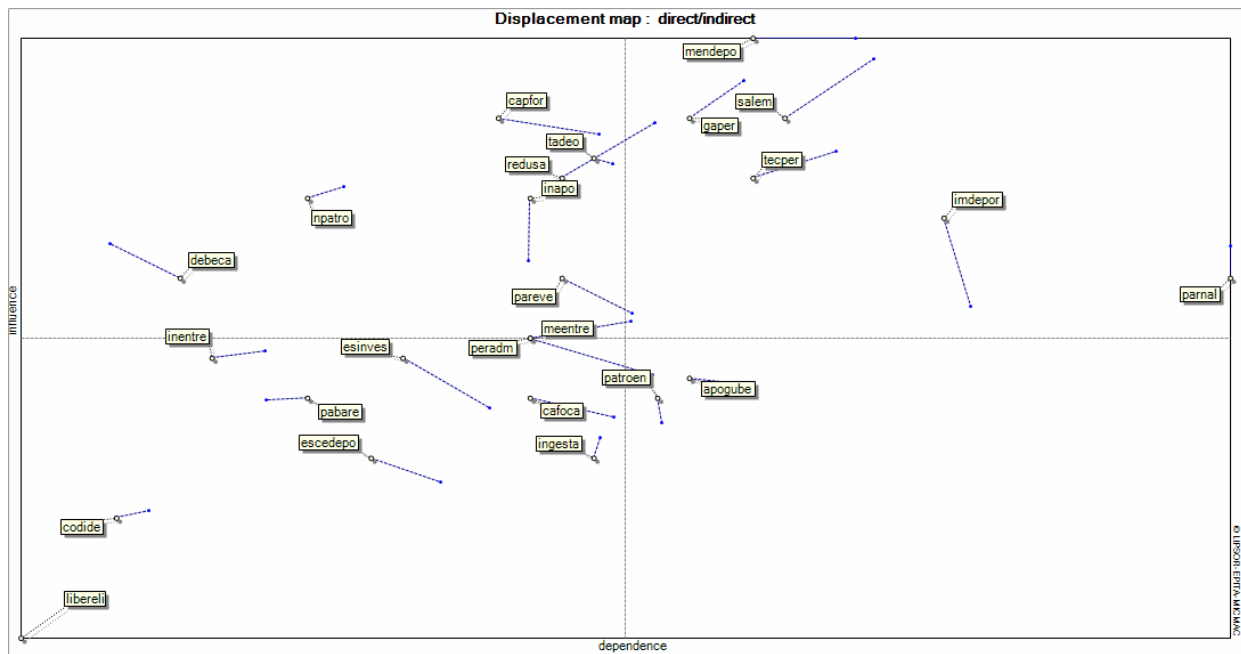 Displacement map : direct/indirect
mendepo
capfor
salem
gaper
tadeo
redusa
tecper
inapo
npatro
imdepor
debeca
pareve
parnal
influence
meentre
inentre
esinves
peradm
patroen
apogube
pabare
cafoca
escedepo
ingesta
codide
libereli
dependence
© LIPSOR-EPITA-MICMAC